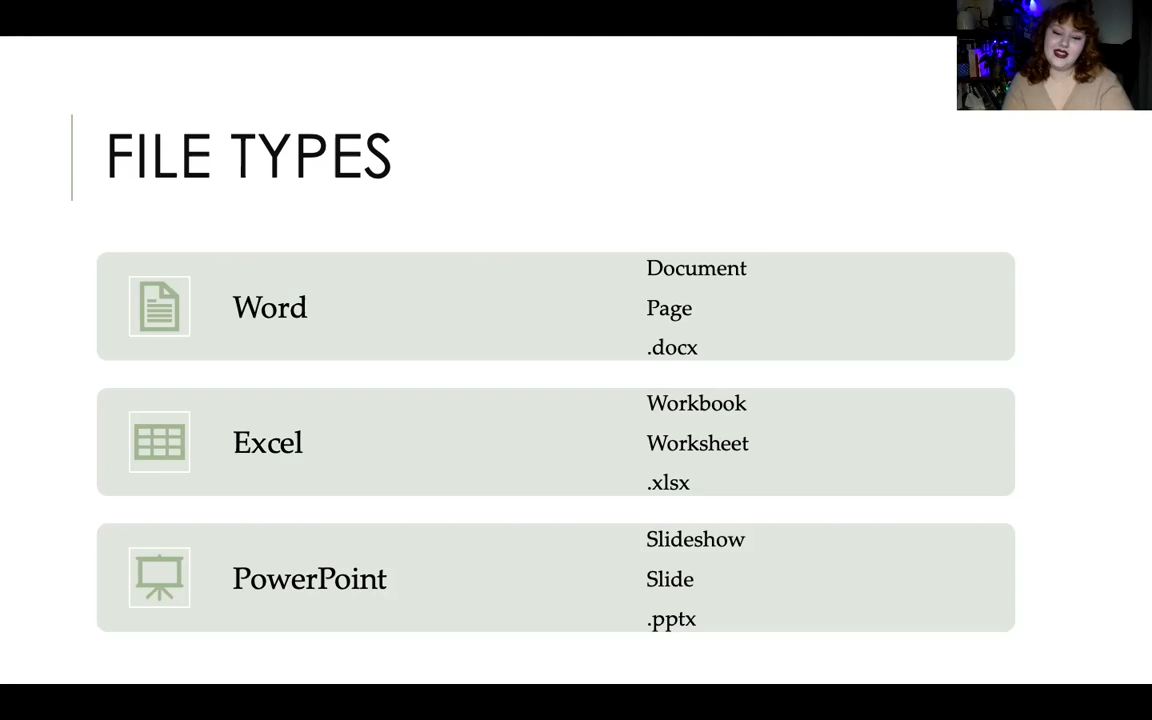 FILE TYPES
Word
Document
Page
.docx
Excel
Workbook
Worksheet
.xlsx
PowerPoint
Slideshow
Slide
.pptx